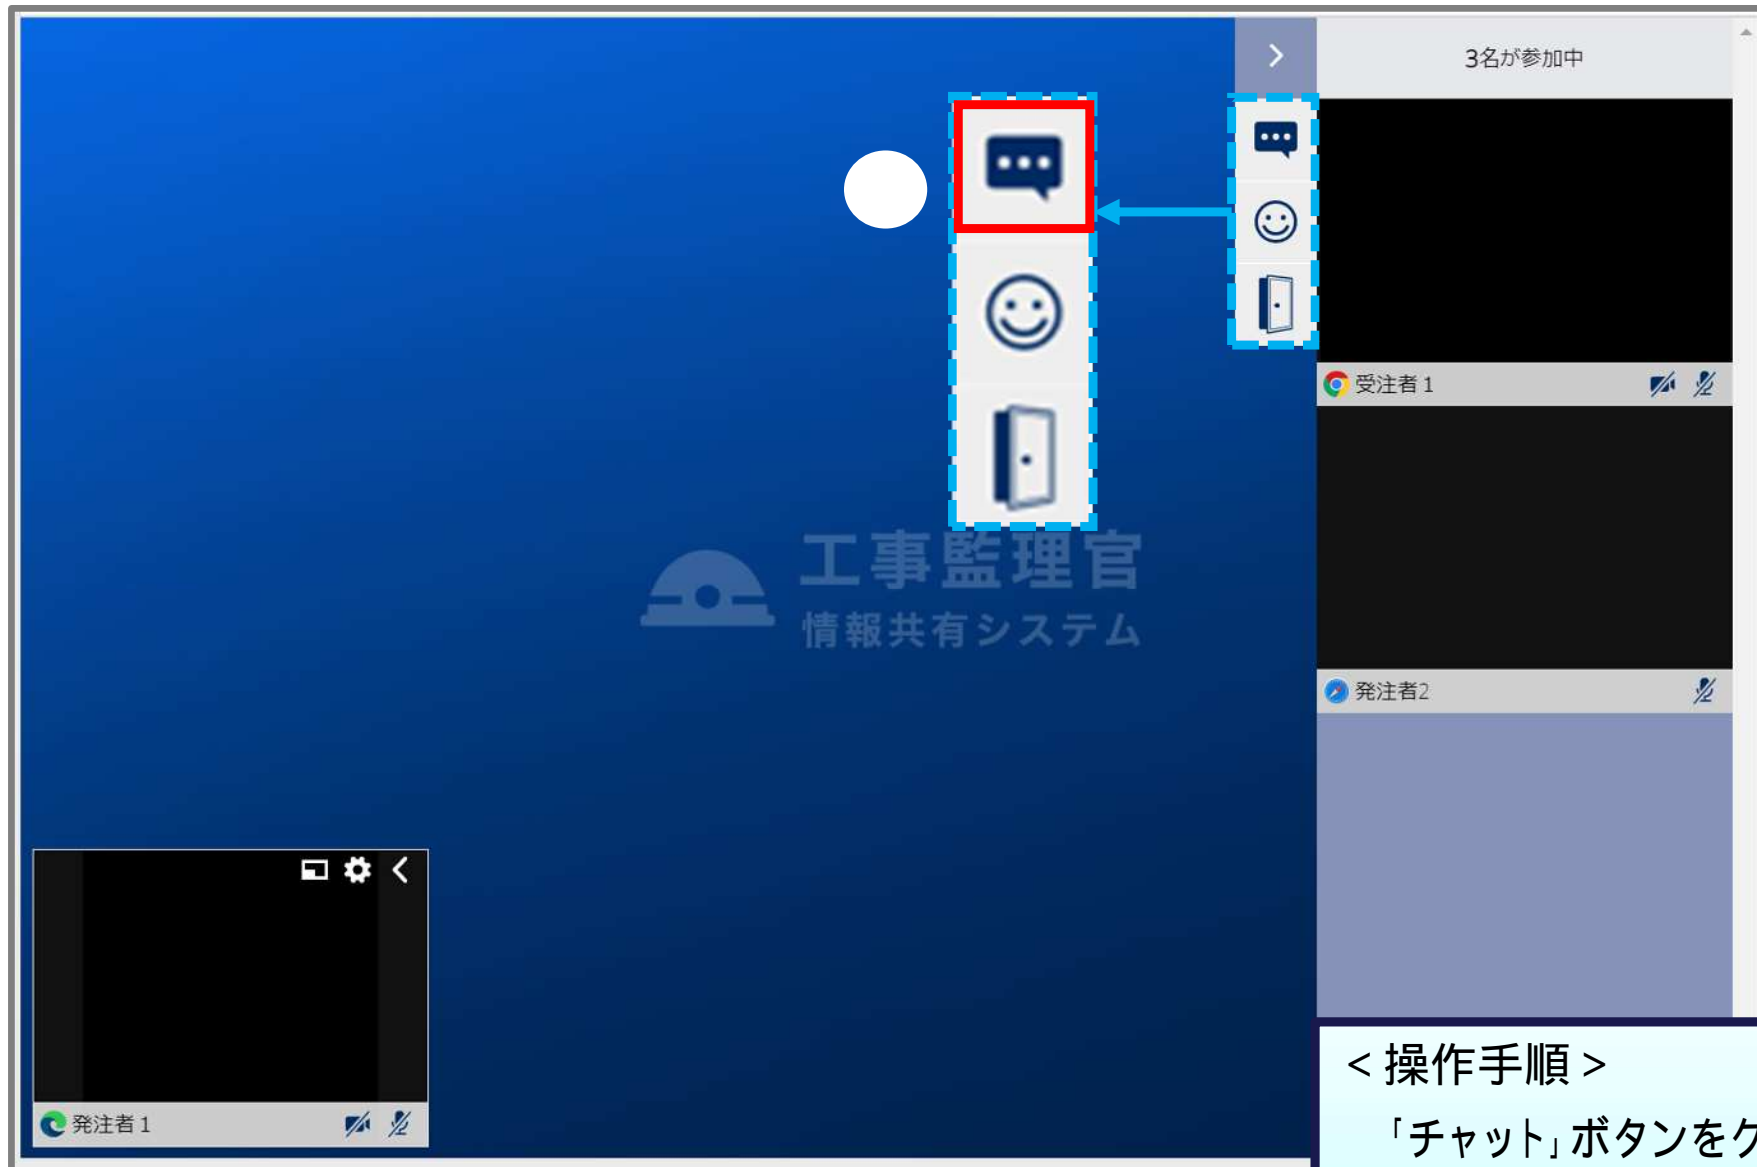 3名が参加中
受注者1
工事監理官
情報共有システム
発注者2
発注者1
<操作手順>
「チャット」ボタンを